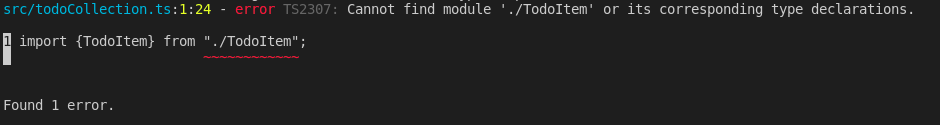 src/todoCollection.ts:1:24 - error TS2307: Cannot find module './TodoItem' or its corresponding type declarations.
1 import {TodoItem} from "./TodoItem";
~~~~~~~~~~~~
Found 1 error.